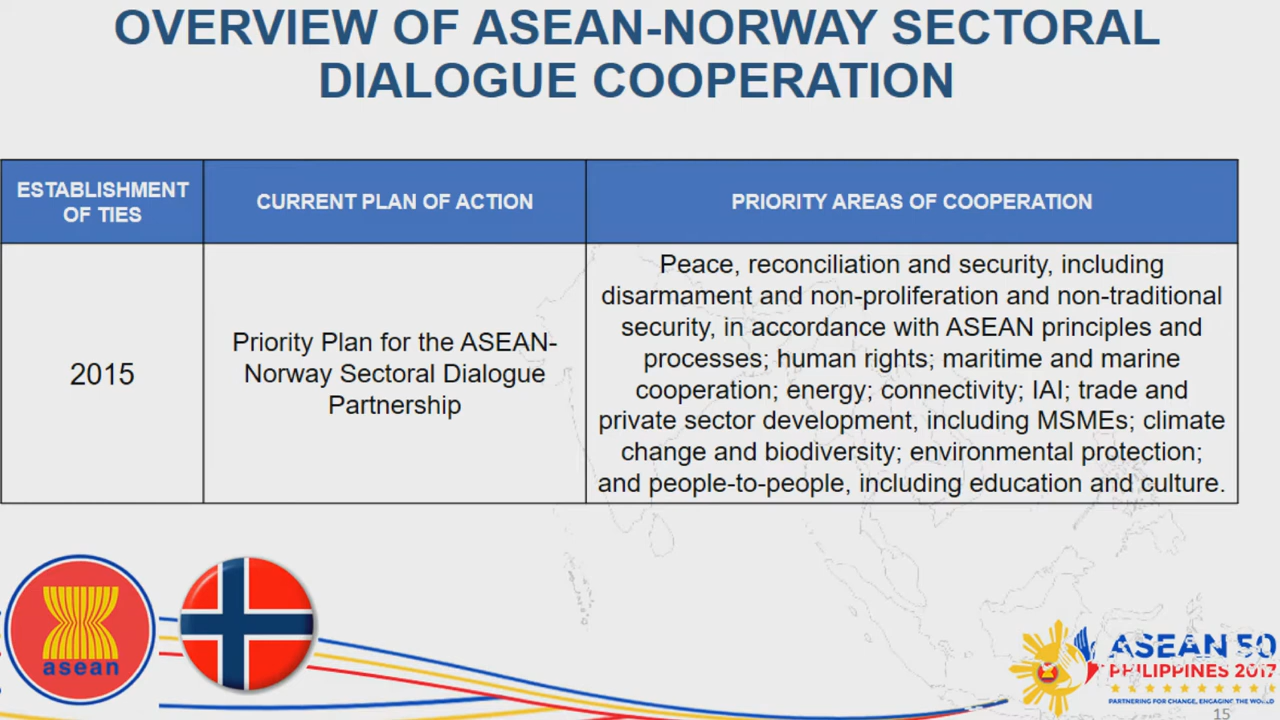 OVERVIEW OF ASEAN-NORWAY SECTORAL
DIALOGUE COOPERATION
ESTABLISHMENT
OF TIES
CURRENT PLAN OF ACTION
PRIORITY AREAS OF COOPERATION
2015
Priority Plan for the ASEAN-
Norway Sectoral Dialogue
Partnership
Peace, reconciliation and security, including
disarmament and non-proliferation and non-traditional
security, in accordance with ASEAN principles and
processes; human rights; maritime and marine
cooperation; energy; connectivity; IAI; trade and
private sector development, including MSMEs; climate
change and biodiversity; environmental protection;
and people-to-people, including education and culture.
asean
ASEAN 50
PHILIPPINES 2017
PARTNERING FOR CHANGE, ENGAGING THE WORLD
15